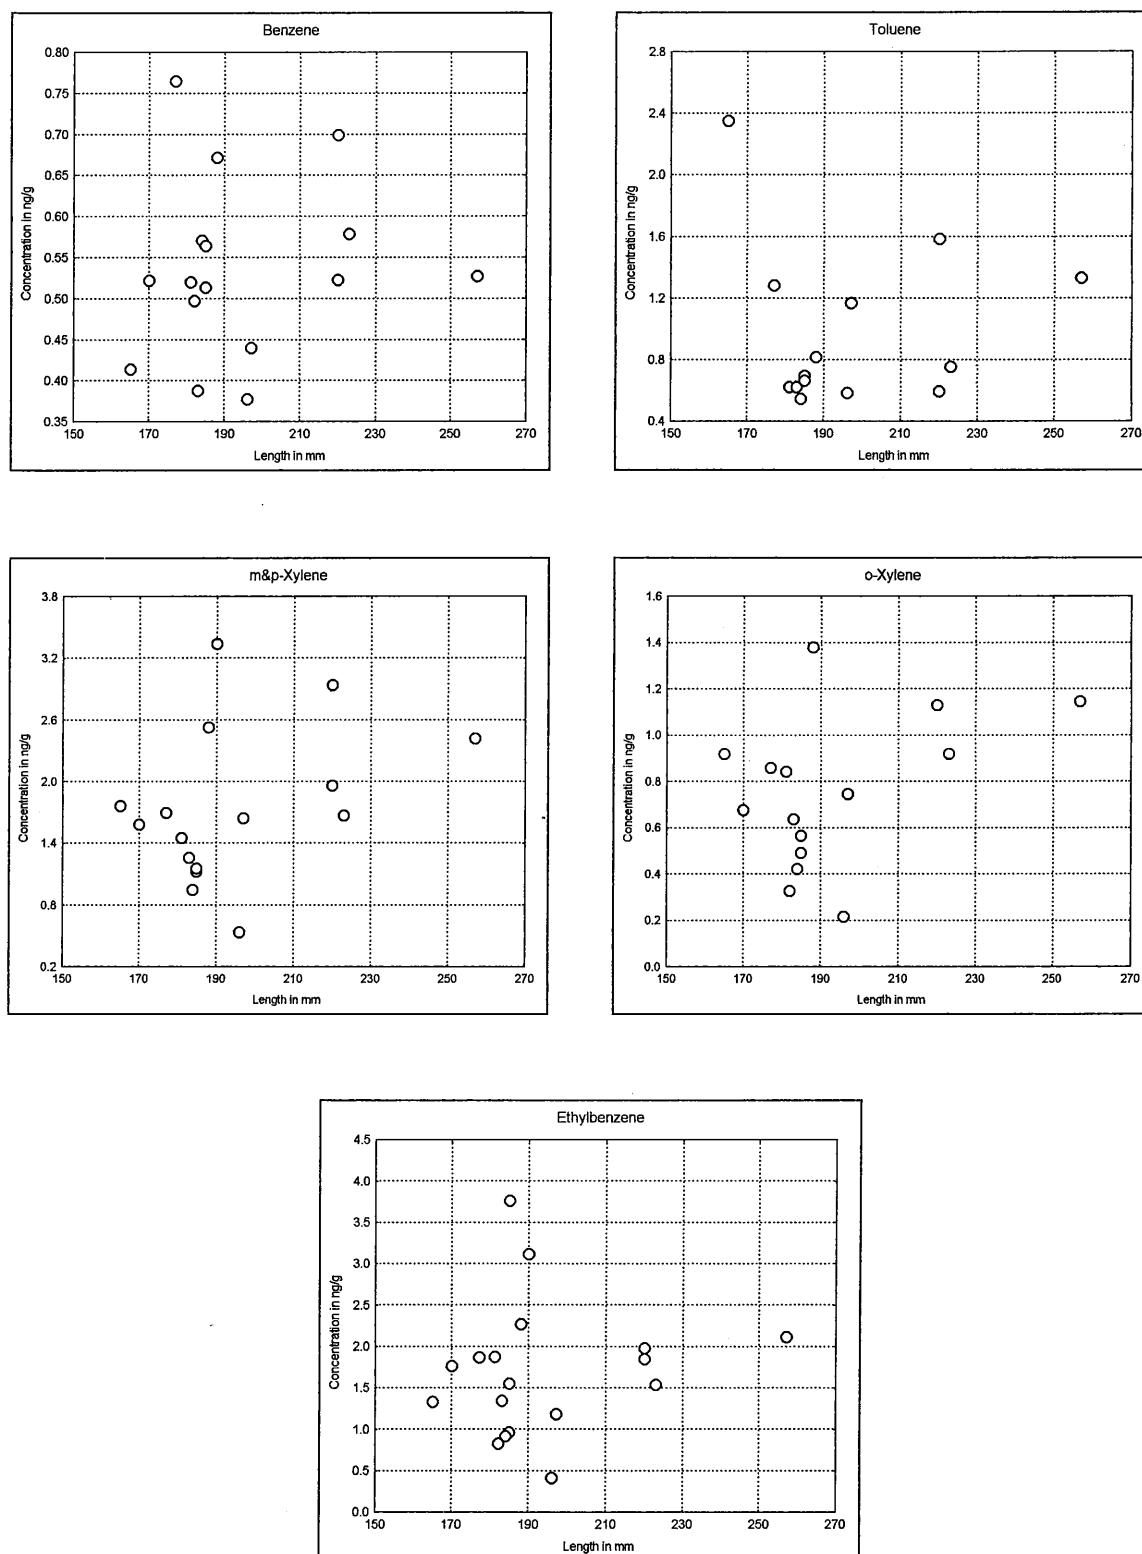 Benzene
Concentration in ng/g
0.80
0.75
0.70
0.65
0.60
0.55
0.50
0.45
0.40
0.35
150 170 190 210 230 250 270
Length in mm
Toluene
Concentration in ng/g
2.8
2.4
2.0
1.6
1.2
0.8
0.4
150 170 190 210 230 250 270
Length in mm
m&p-Xylene
Concentration in ng/g
3.8
3.2
2.6
2.0
1.4
0.8
0.2
150 170 190 210 230 250 270
Length in mm
o-Xylene
Concentration in ng/g
1.6
1.4
1.2
1.0
0.8
0.6
0.4
0.2
0.0
150 170 190 210 230 250 270
Length in mm
Ethylbenzene
Concentration in ng/g
4.5
4.0
3.5
3.0
2.5
2.0
1.5
1.0
0.5
0.0
150 170 190 210 230 250 270
Length in mm